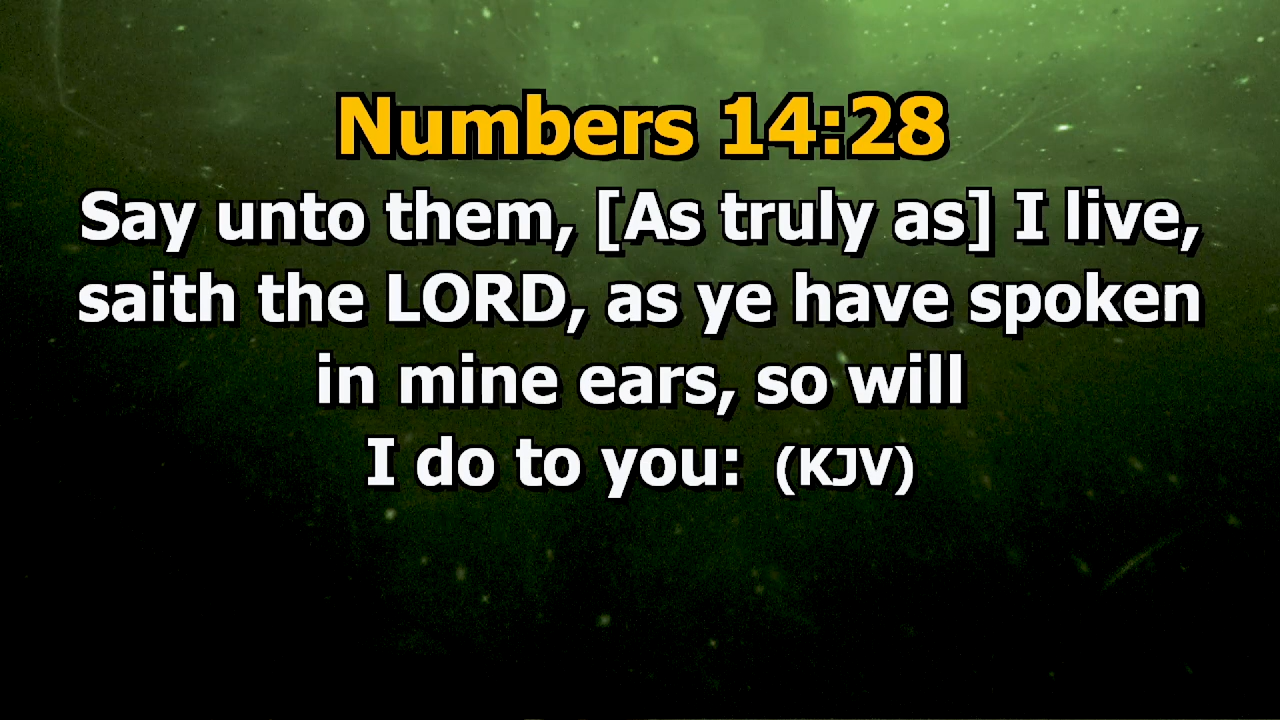 Numbers 14:28
Say unto them, [As truly as] I live,
saith the LORD, as ye have spoken
in mine ears, so will
I do to you: (KJV)